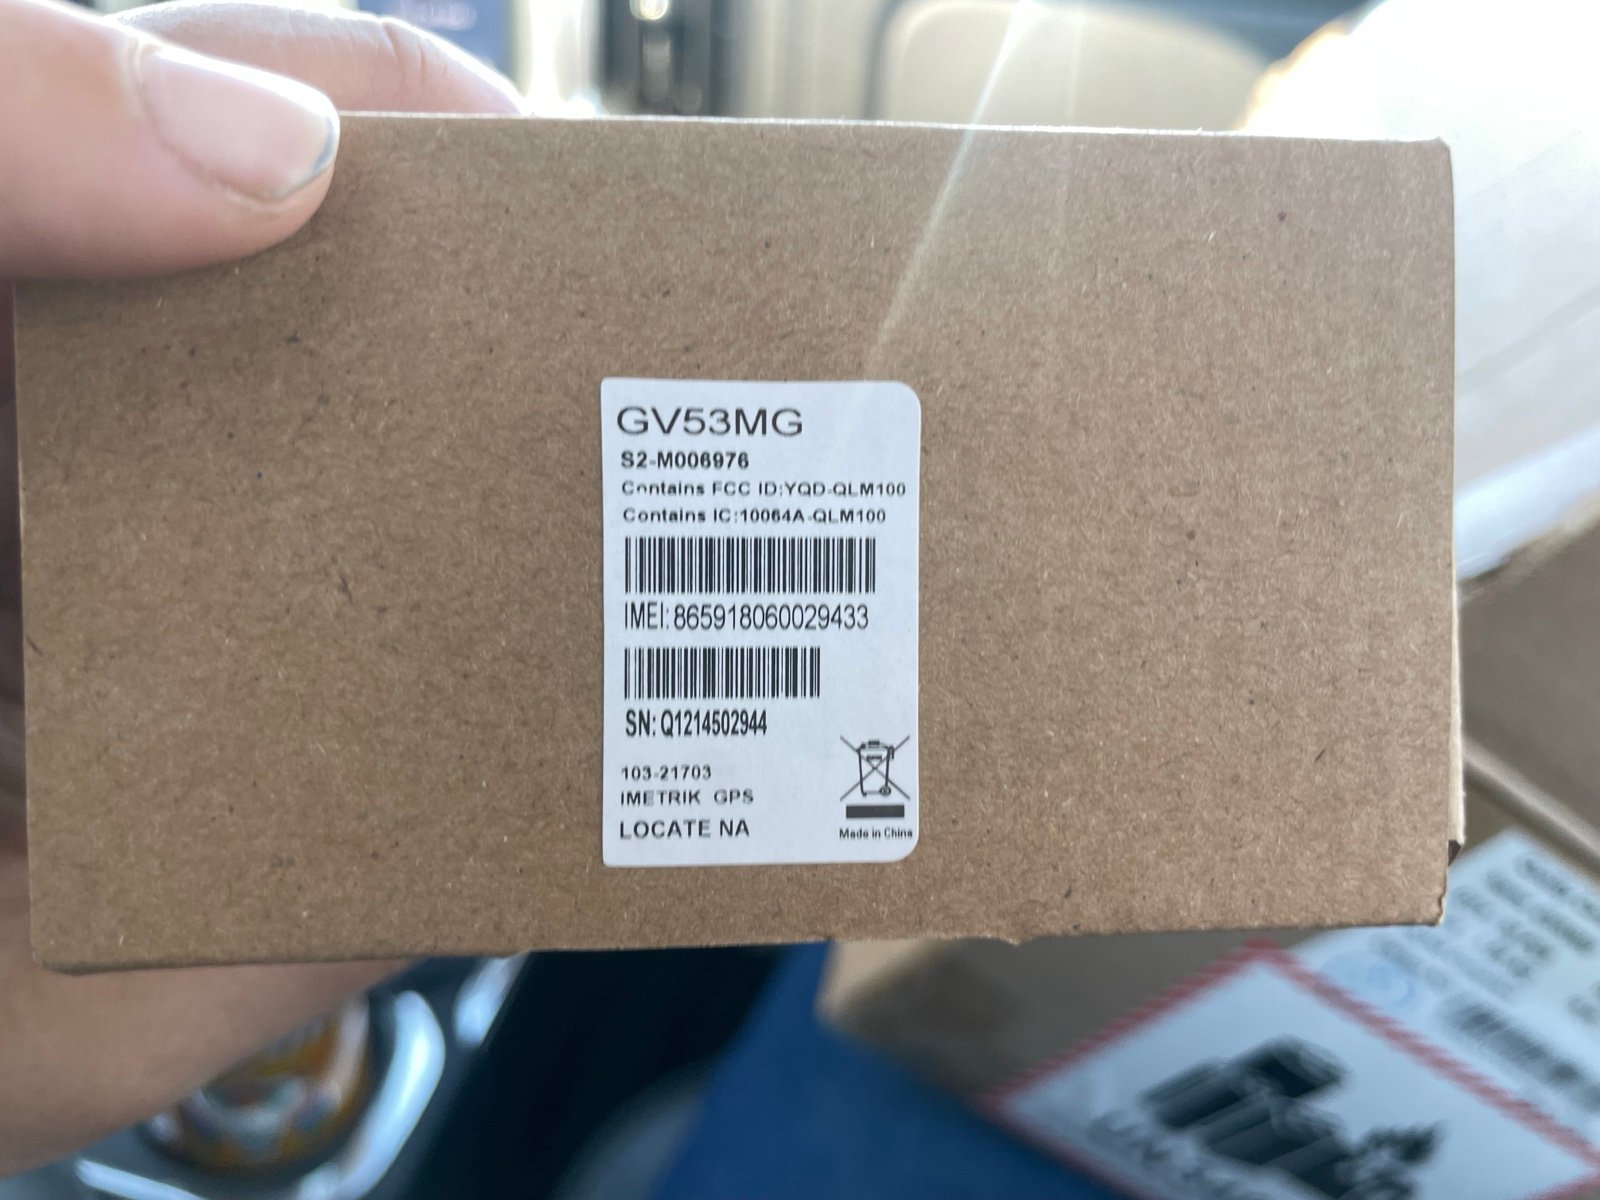 GV53MG
S2-M006976
Contains FCC ID:YQD-QLM100
Contains IC:10064A-QLM100
IMEI:865918060029433
SN:Q1214502944
103-21703
IMETRIK GPS
LOCATE NA
Made in China